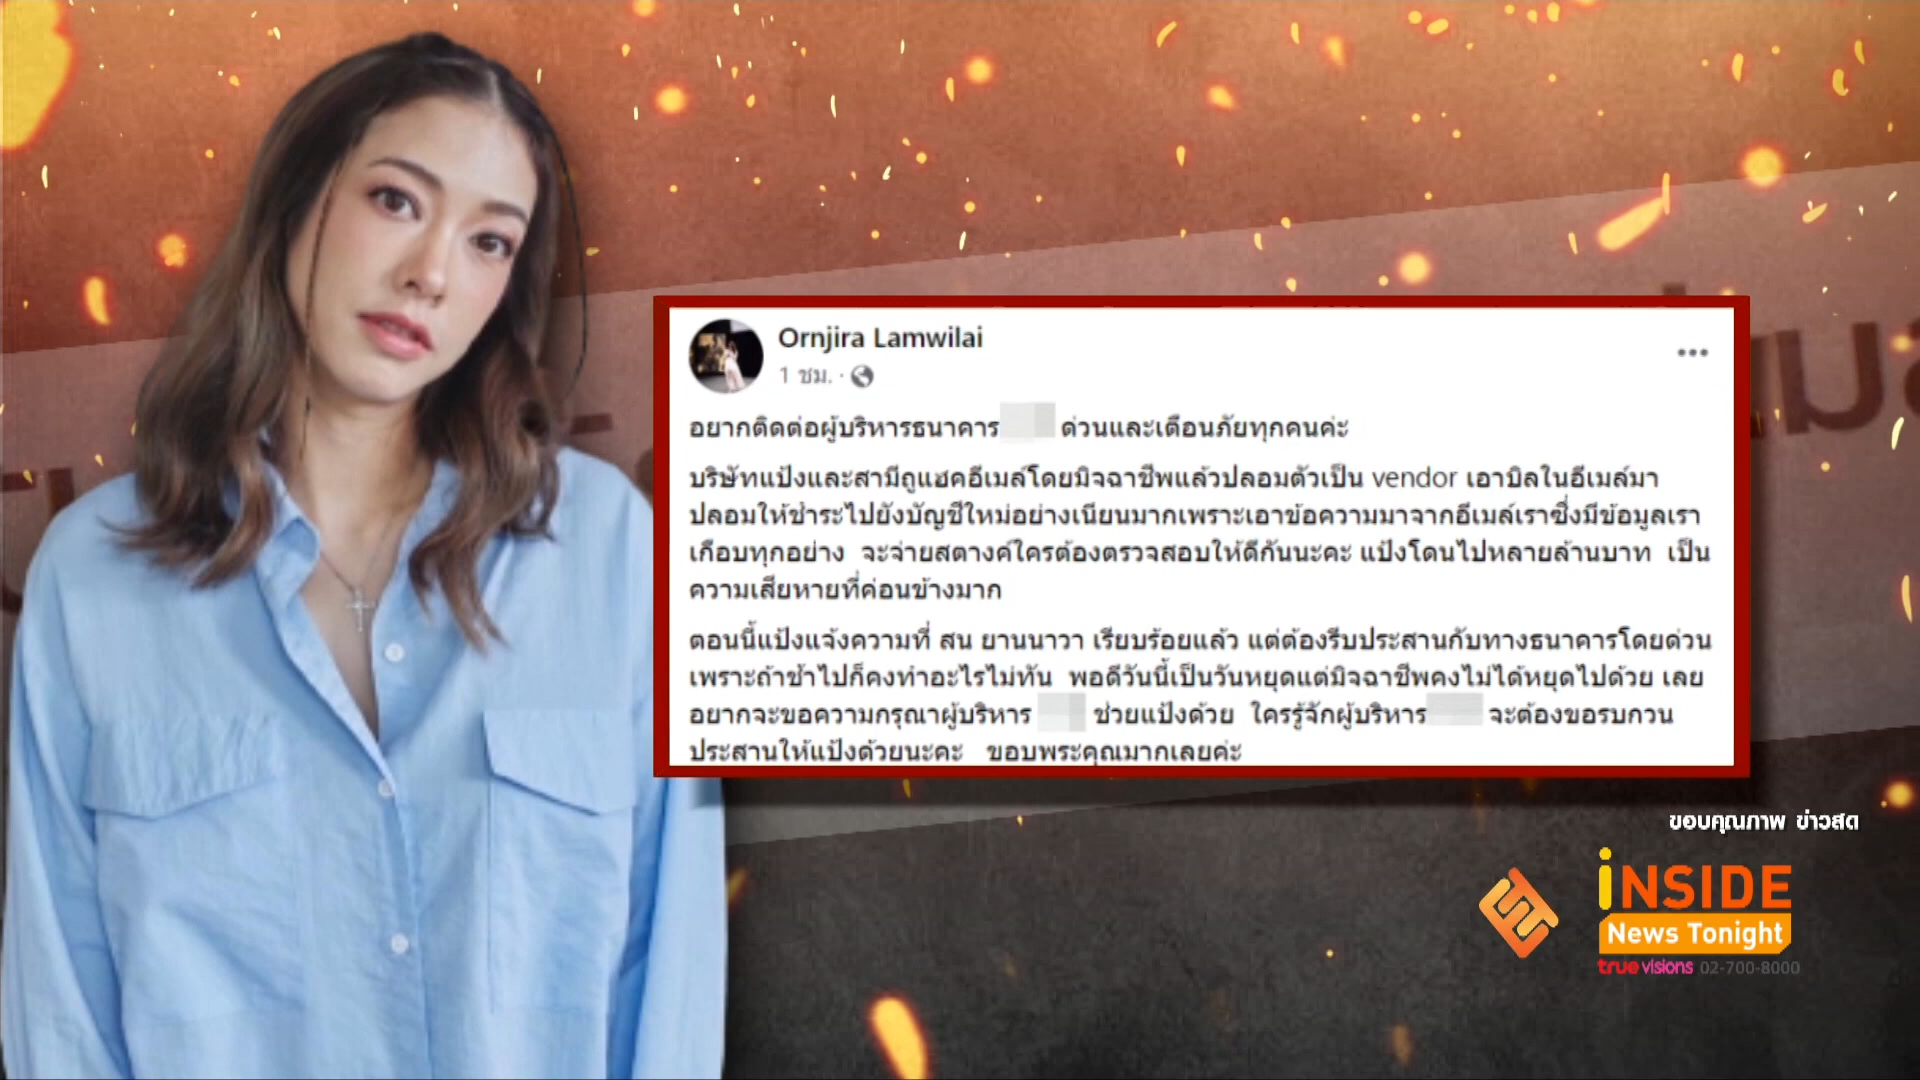 Ornjira Lamwilai
1 ชม. ·
อยากติดต่อผู้บริหารธนาคาร ด่วนและเตือนภัยทุกคนค่ะ
บริษัทแป้งและสามีถูแฮคอีเมล์โดยมิจฉาชีพแล้วปลอมตัวเป็น vendor เอาบิลในอีเมล์มา
ปลอมให้ชำระไปยังบัญชีใหม่อย่างเนียนมากเพราะเอาข้อความมาจากอีเมล์เราซึ่งมีข้อมูลเรา
เกือบทุกอย่าง จะจ่ายสตางค์ใครต้องตรวจสอบให้ดีกันนะคะ แป้งโดนไปหลายล้านบาท เป็น
ความเสียหายที่ค่อนข้างมาก
ตอนนี้แป้งแจ้งความที่ สน ยานนาวา เรียบร้อยแล้ว แต่ต้องรีบประสานกับทางธนาคารโดยด่วน
เพราะถ้าช้าไปก็คงทำอะไรไม่ทัน พอดีวันนี้เป็นวันหยุดแต่มิจฉาชีพคงไม่ได้หยุดไปด้วย เลย
อยากจะขอความกรุณาผู้บริหาร ช่วยแป้งด้วย ใครรู้จักผู้บริหาร จะต้องขอรบกวน
ประสานให้แป้งด้วยนะคะ ขอบพระคุณมากเลยค่ะ
ขอบคุณภาพ ข่าวสด
iNSIDE
News Tonight
truevisions 02-700-8000